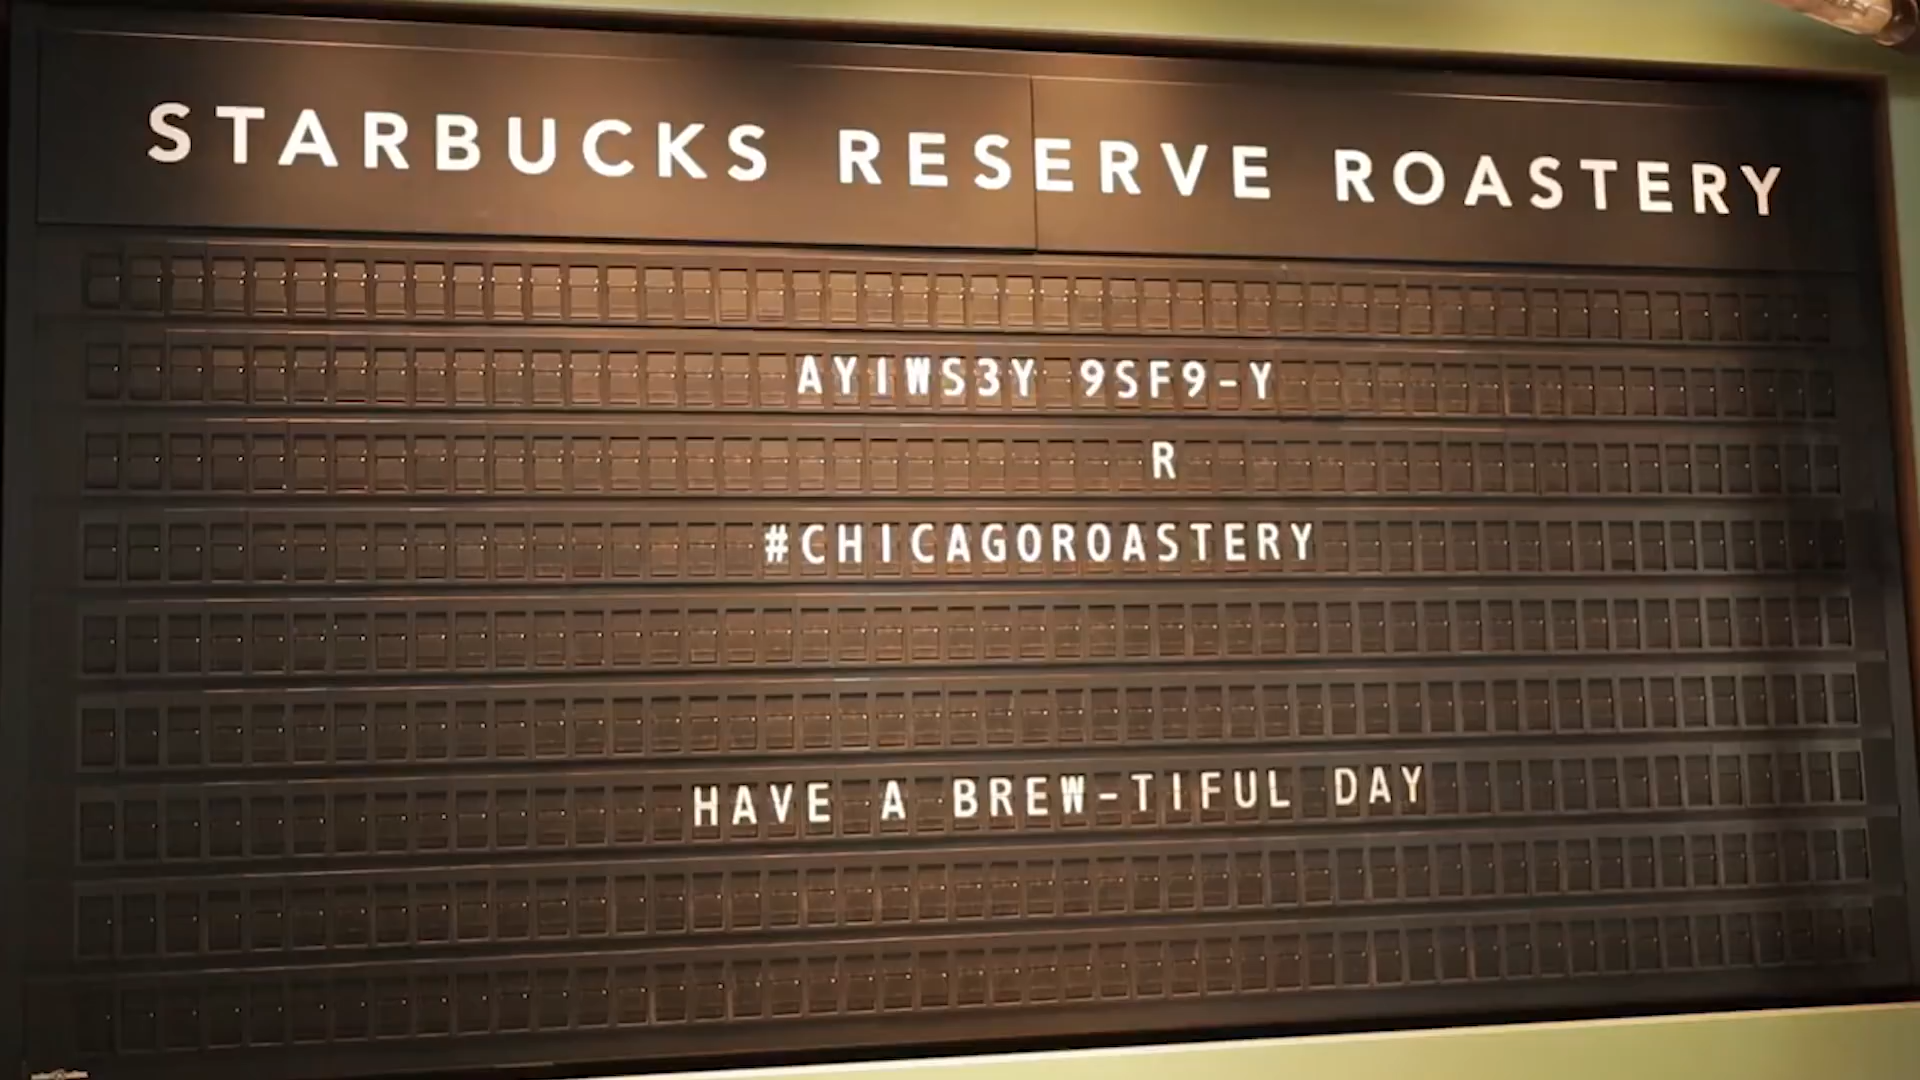 STARBUCKS RESERVE ROASTERY
AYIWS3Y 9SF9-Y
R
#CHICAGOROASTERY
HAVE A BREW-TIFUL DAY